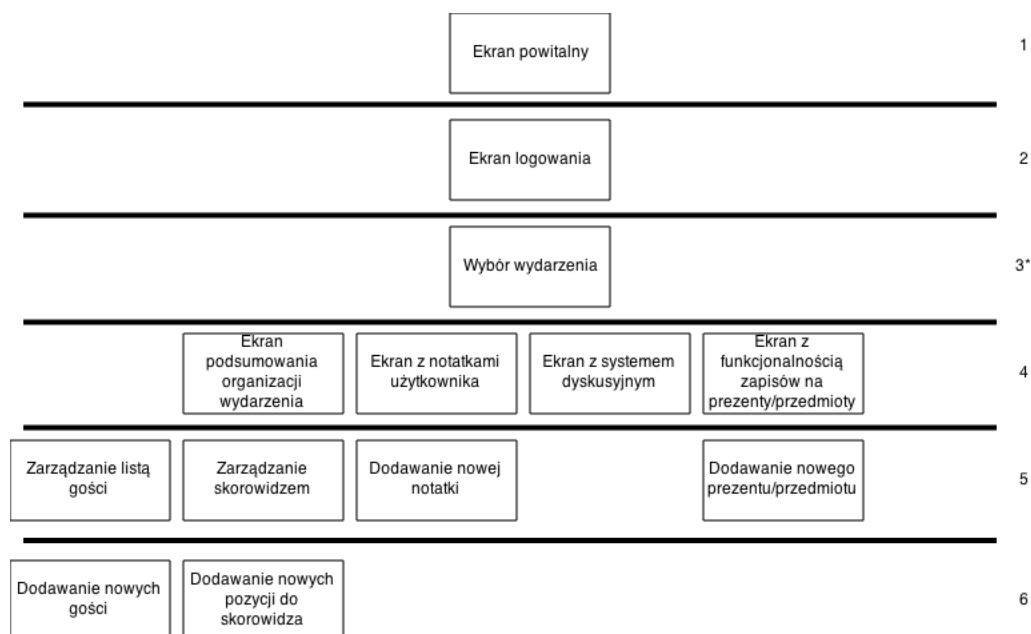 Ekran powitalny
1
Ekran logowania
2
Wybór wydarzenia
3*
Ekran
podsumowania
organizacji
wydarzenia
Ekran z notatkami
użytkownika
Ekran z systemem
dyskusyjnym
Ekran z
funkcjonalnością
zapisów na
prezenty/przedmioty
4
Zarządzanie listą
gości
Zarządzanie
skorowidzem
Dodawanie nowej
notatki
Dodawanie nowego
prezentu/przedmiotu
5
Dodawanie nowych
gości
Dodawanie nowych
pozycji do
skorowidza
6